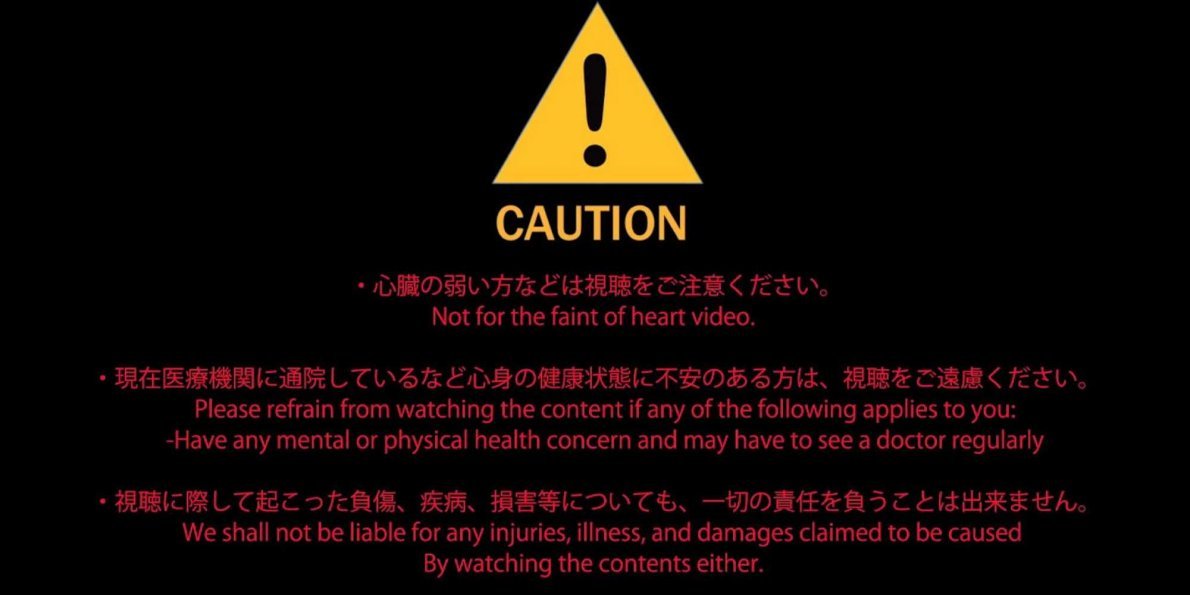 CAUTION
・心臓の弱い方などは視聴をご注意ください。
Not for the faint of heart video.
・現在医療機関に通院しているなど心身の健康状態に不安のある方は、視聴をご遠慮ください。
Please refrain from watching the content if any of the following applies to you:
-Have any mental or physical health concern and may have to see a doctor regularly
・視聴に際して起こった負傷、疾病、損害等についても、一切の責任を負うことは出来ません。
We shall not be liable for any injuries, illness, and damages claimed to be caused
By watching the contents either.